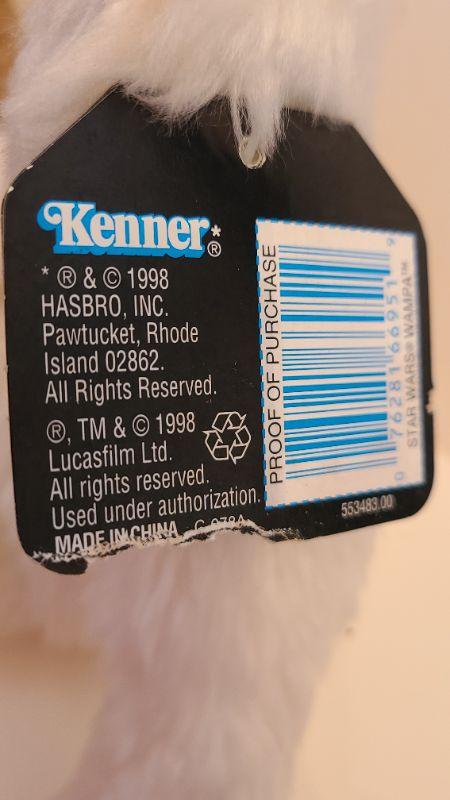 Kenner*®
* ® & © 1998
HASBRO, INC.
Pawtucket, Rhode
Island 02862.
All Rights Reserved.
®, TM & © 1998
Lucasfilm Ltd.
All rights reserved.
Used under authorization.
MADE IN CHINA
PROOF OF PURCHASE
0 76281 66951 9
STAR WARS® WAMPA™
553483.00